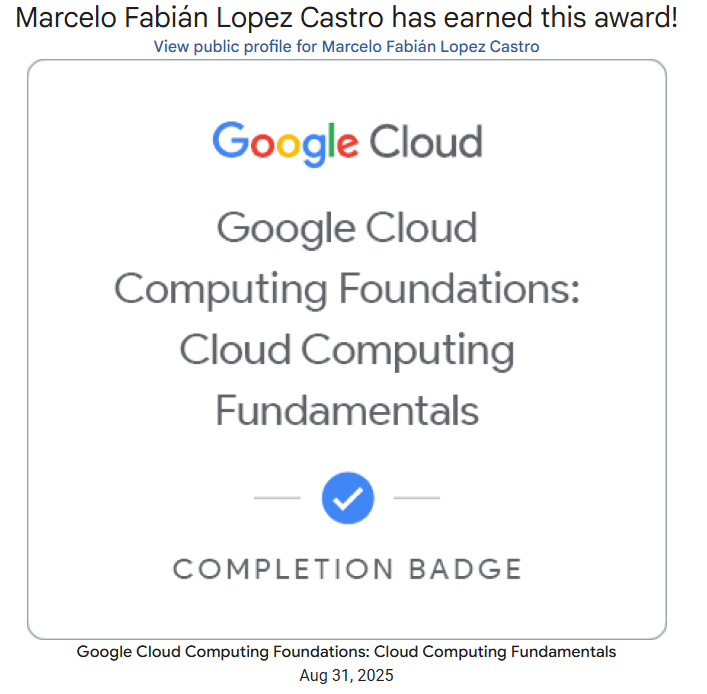 Marcelo Fabián Lopez Castro has earned this award!
View public profile for Marcelo Fabián Lopez Castro
Google Cloud
Google Cloud
Computing Foundations:
Cloud Computing
Fundamentals
COMPLETION BADGE
Google Cloud Computing Foundations: Cloud Computing Fundamentals
Aug 31, 2025